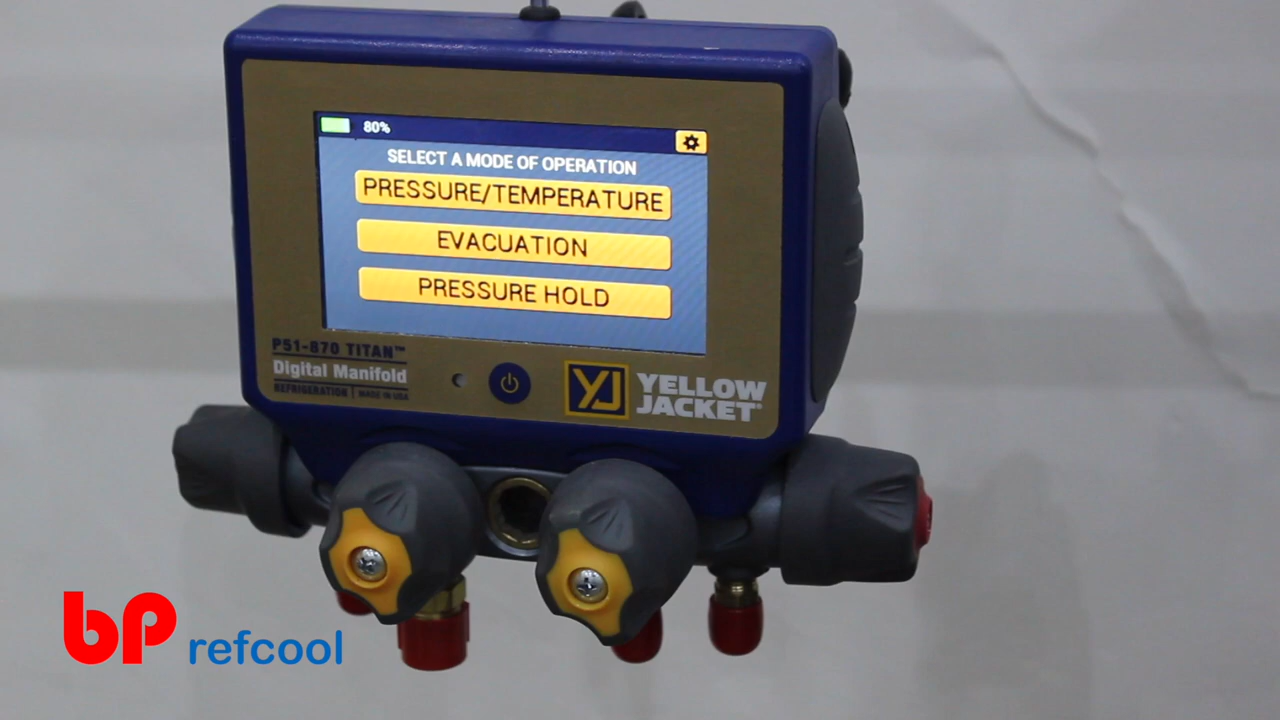 80%
SELECT A MODE OF OPERATION
PRESSURE/TEMPERATURE
EVACUATION
PRESSURE HOLD
P51-870 TITAN™
Digital Manifold
REFRIGERATION | MADE IN USA
YJ YELLOW
JACKET®
bp refcool